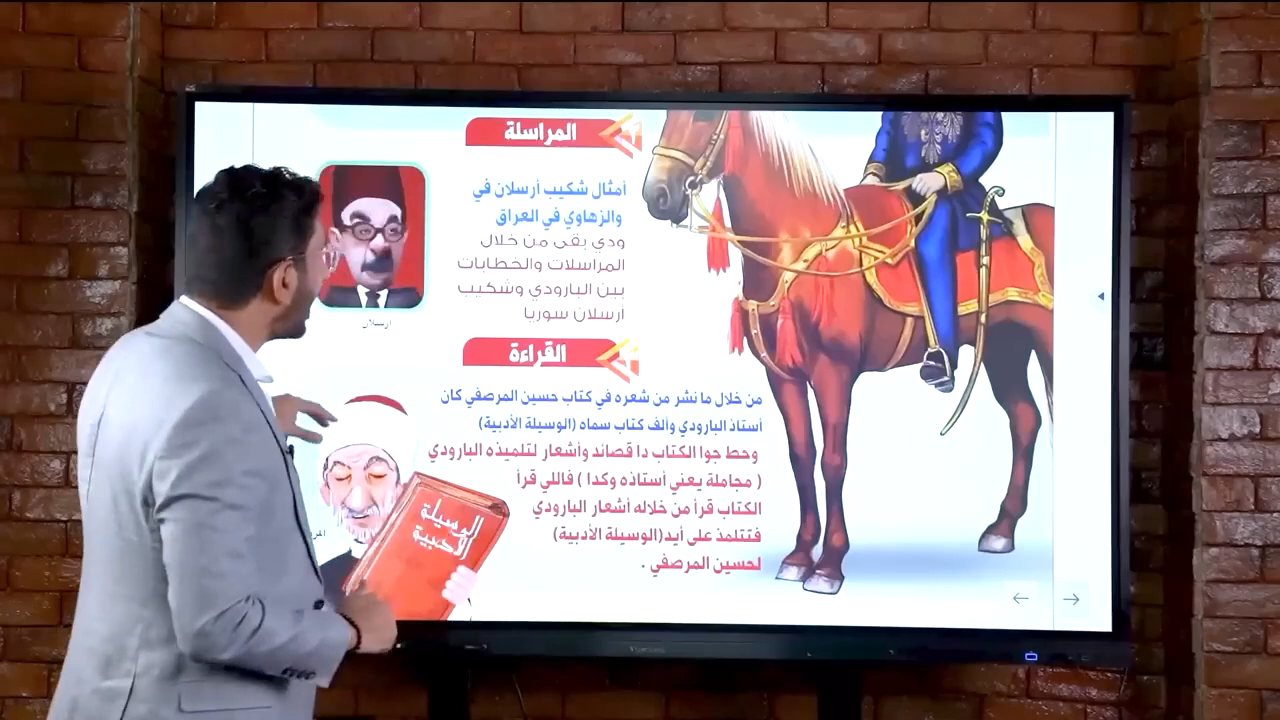 المراسلة
أمثال شكيب أرسلان في
والزهاوي في العراق
ودي بقى من خلال
المراسلات والخطابات
بين البارودي وشكيب
أرسلان سوريا
ارسلان
القراءة
من خلال ما نشر من شعره في كتاب حسين المرصفي كان
أستاذ البارودي وألف كتاب سماه (الوسيلة الأدبية)
وحط جوا الكتاب دا قصائد وأشعار لتلميذه البارودي
( مجاملة يعني أستاذه وكدا ) فاللي قرأ
الكتاب قرأ من خلاله أشعار البارودي
فتتلمذ على أيد(الوسيلة الأدبية)
لحسين المرصفي .
الوسيلة
الأدبية